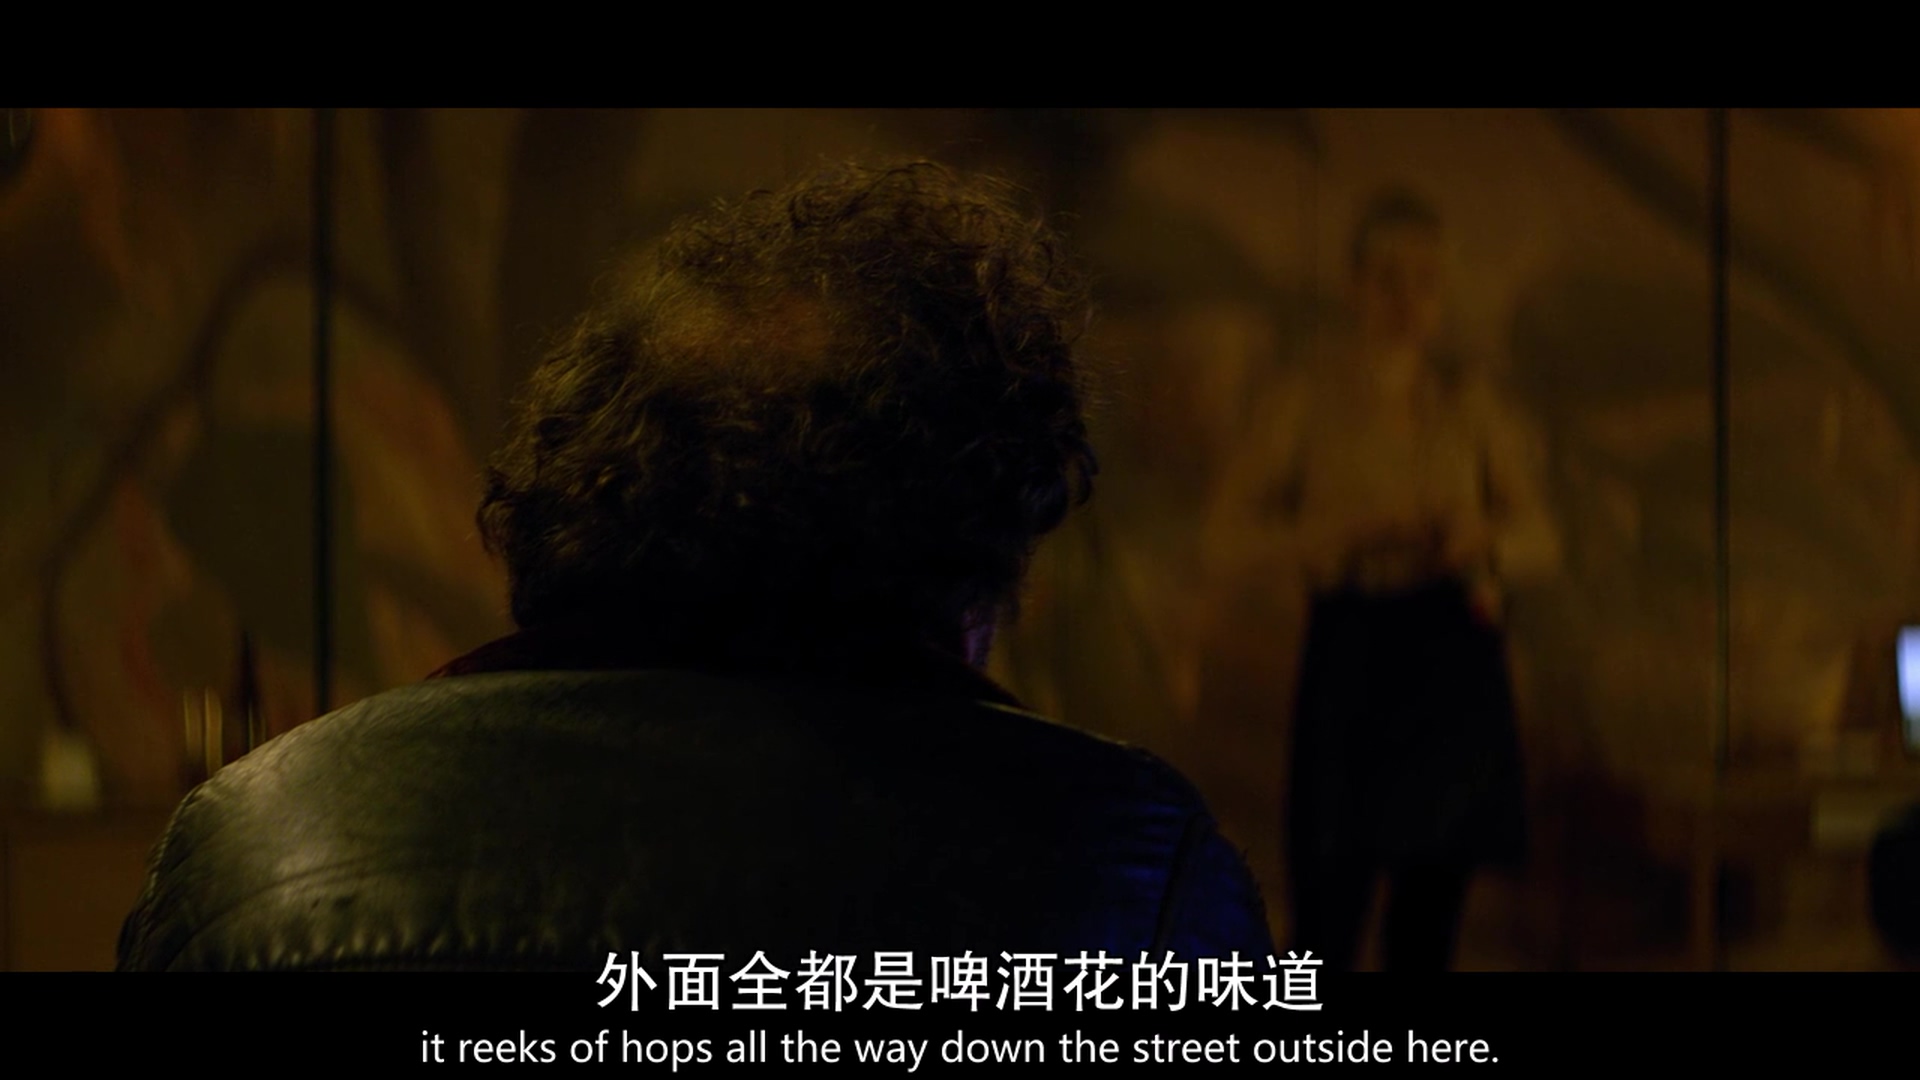 外面全都是啤酒花的味道
it reeks of hops all the way down the street outside here.